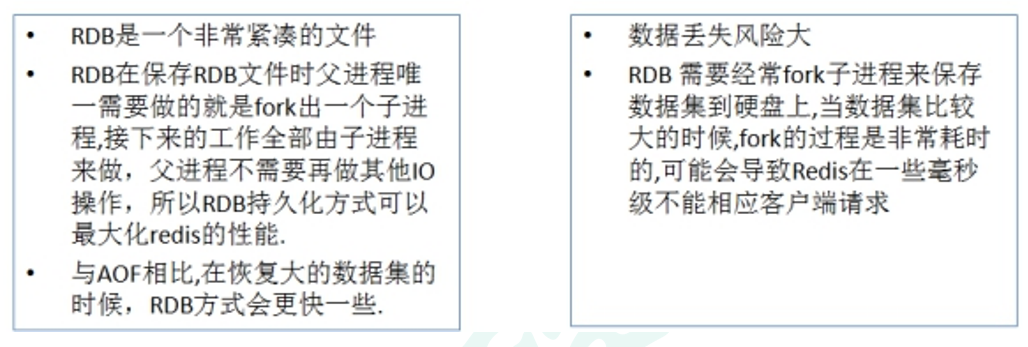 • RDB是一个非常紧凑的文件
• RDB在保存RDB文件时父进程唯
一需要做的就是fork出一个子进
程,接下来的工作全部由子进程
来做，父进程不需要再做其他IO
操作，所以RDB持久化方式可以
最大化redis的性能.
• 与AOF相比,在恢复大的数据集的
时候，RDB方式会更快一些.
• 数据丢失风险大
• RDB 需要经常fork子进程来保存
数据集到硬盘上,当数据集比较
大的时候,fork的过程是非常耗时
的,可能会导致Redis在一些毫秒
级不能相应客户端请求